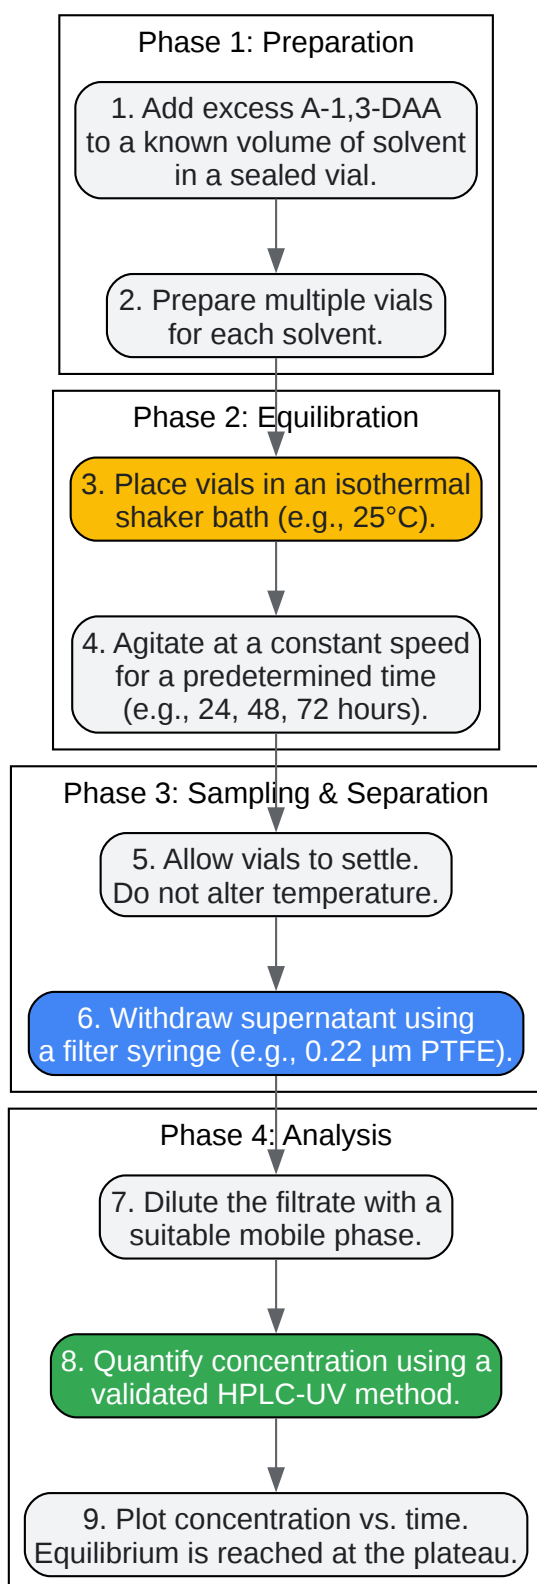 Phase 1: Preparation
1. Add excess A-1,3-DAA
to a known volume of solvent
in a sealed vial.
2. Prepare multiple vials
for each solvent.
Phase 2: Equilibration
3. Place vials in an isothermal
shaker bath (e.g., 25°C).
4. Agitate at a constant speed
for a predetermined time
(e.g., 24, 48, 72 hours).
Phase 3: Sampling & Separation
5. Allow vials to settle.
Do not alter temperature.
6. Withdraw supernatant using
a filter syringe (e.g., 0.22 µm PTFE).
Phase 4: Analysis
7. Dilute the filtrate with a
suitable mobile phase.
8. Quantify concentration using a
validated HPLC-UV method.
9. Plot concentration vs. time.
Equilibrium is reached at the plateau.